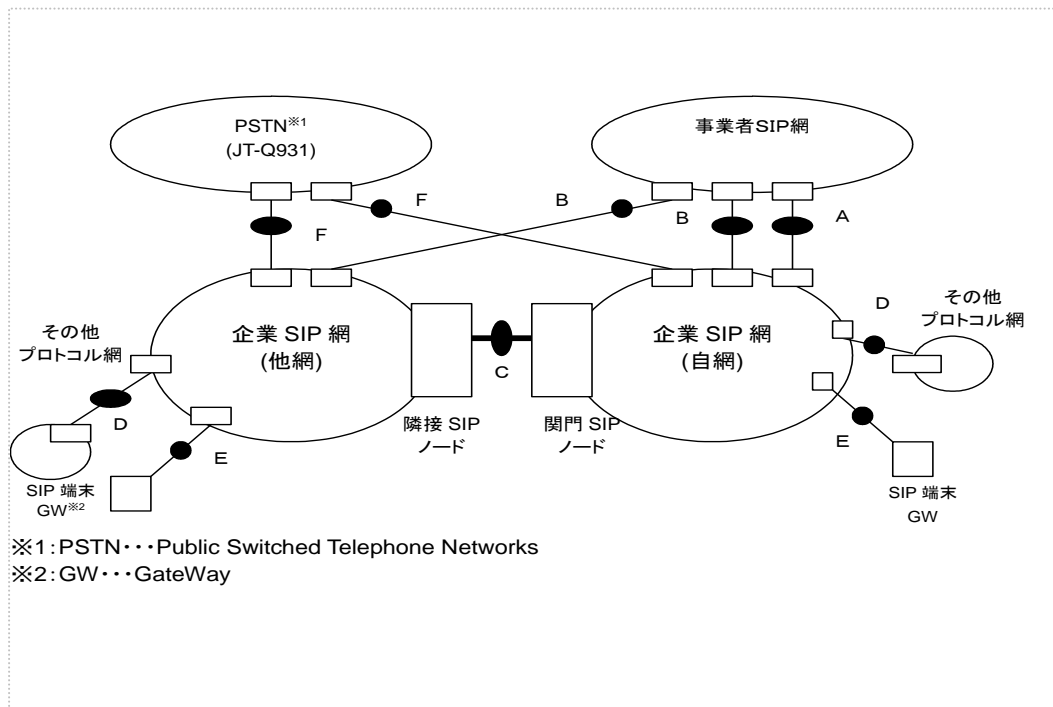 PSTN※1
(JT-Q931)
事業者SIP網
F
B
B
A
F
D
その他
プロトコル網
その他
プロトコル網
企業 SIP 網
(他網)
企業 SIP 網
(自網)
C
D
E
隣接 SIP
ノード
関門 SIP
ノード
E
SIP 端末
GW※2
SIP 端末
GW
※1:PSTN・・・Public Switched Telephone Networks
※2:GW・・・GateWay